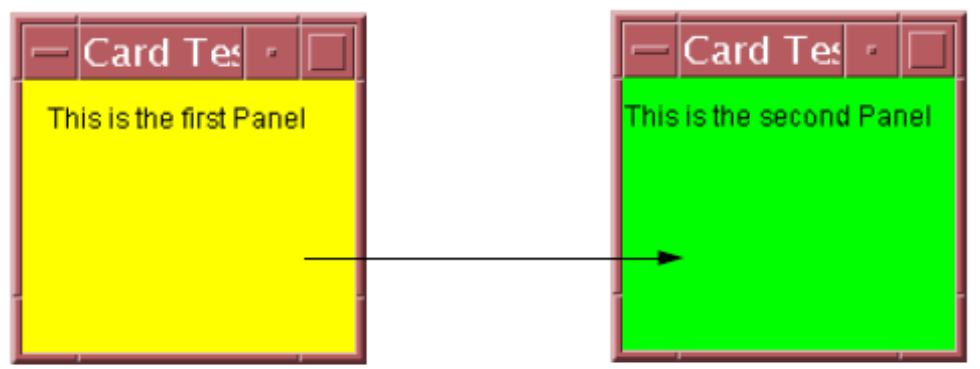 Card Tes
This is the first Panel
Card Tes
This is the second Panel